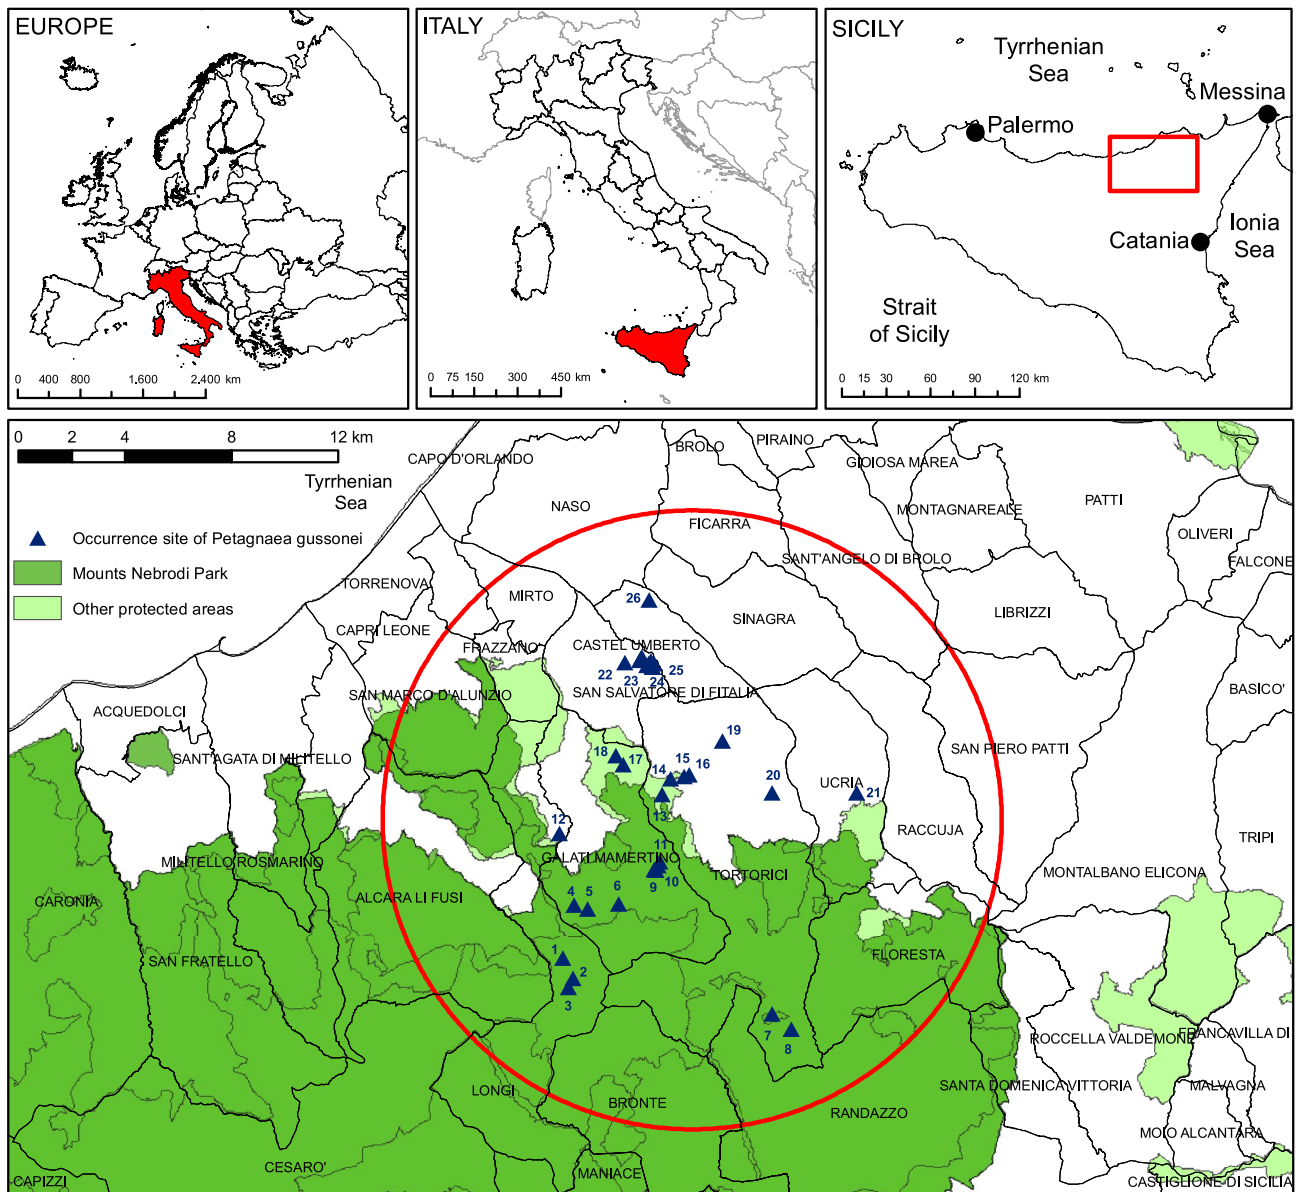 EUROPE
0 400 800 1,600 2,400 km
ITALY
0 75 150 300 450 km
SICILY
Tyrrhenian
Sea
Messina
Palermo
Catania
Ionia
Sea
Strait
of Sicily
0 15 30 60 90 120 km
0 2 4 8 12 km
Tyrrhenian
Sea
Occurrence site of Petagnaea gussonei
Mounts Nebrodi Park
Other protected areas
CAPO D'ORLANDO
BROLO
PIRAINO
GIOIOSA MAREA
NASO
MONTAGNAREALE
PATTI
FICARRA
OLIVERI
SANT'ANGELO DI BROLO
FALCONE
TORRENOVA
MIRTO
26
SINAGRA
LIBRIZZI
CAPRI LEONE
FRAZZANO'
CASTEL UMBERTO
22
23
24
25
SAN MARCO D'ALUNZIO
SAN SALVATORE DI FITALIA
BASICO'
ACQUEDOLCI
SANT'AGATA DI MILITELLO
19
SAN PIERO PATTI
18
17
14
15
16
20
UCRIA
21
13
12
RACCUJA
TRIPI
11
MILITELLO ROSMARINO
GALATI MAMERTINO
9
10
TORTORICI
MONTALBANO ELICONA
CARONIA
ALCARA LI FUSI
4
5
6
SAN FRATELLO
1
2
3
FLORESTA
7
8
ROCCELLA VALDEMONE
FRANCAVILLA DI
LONGI
BRONTE
RANDAZZO
SANTA DOMENICA VITTORIA
MALVAGNA
MOIO ALCANTARA
CAPIZZI
CESARO'
MANIACE
CASTIGLIONE DI SICILIA